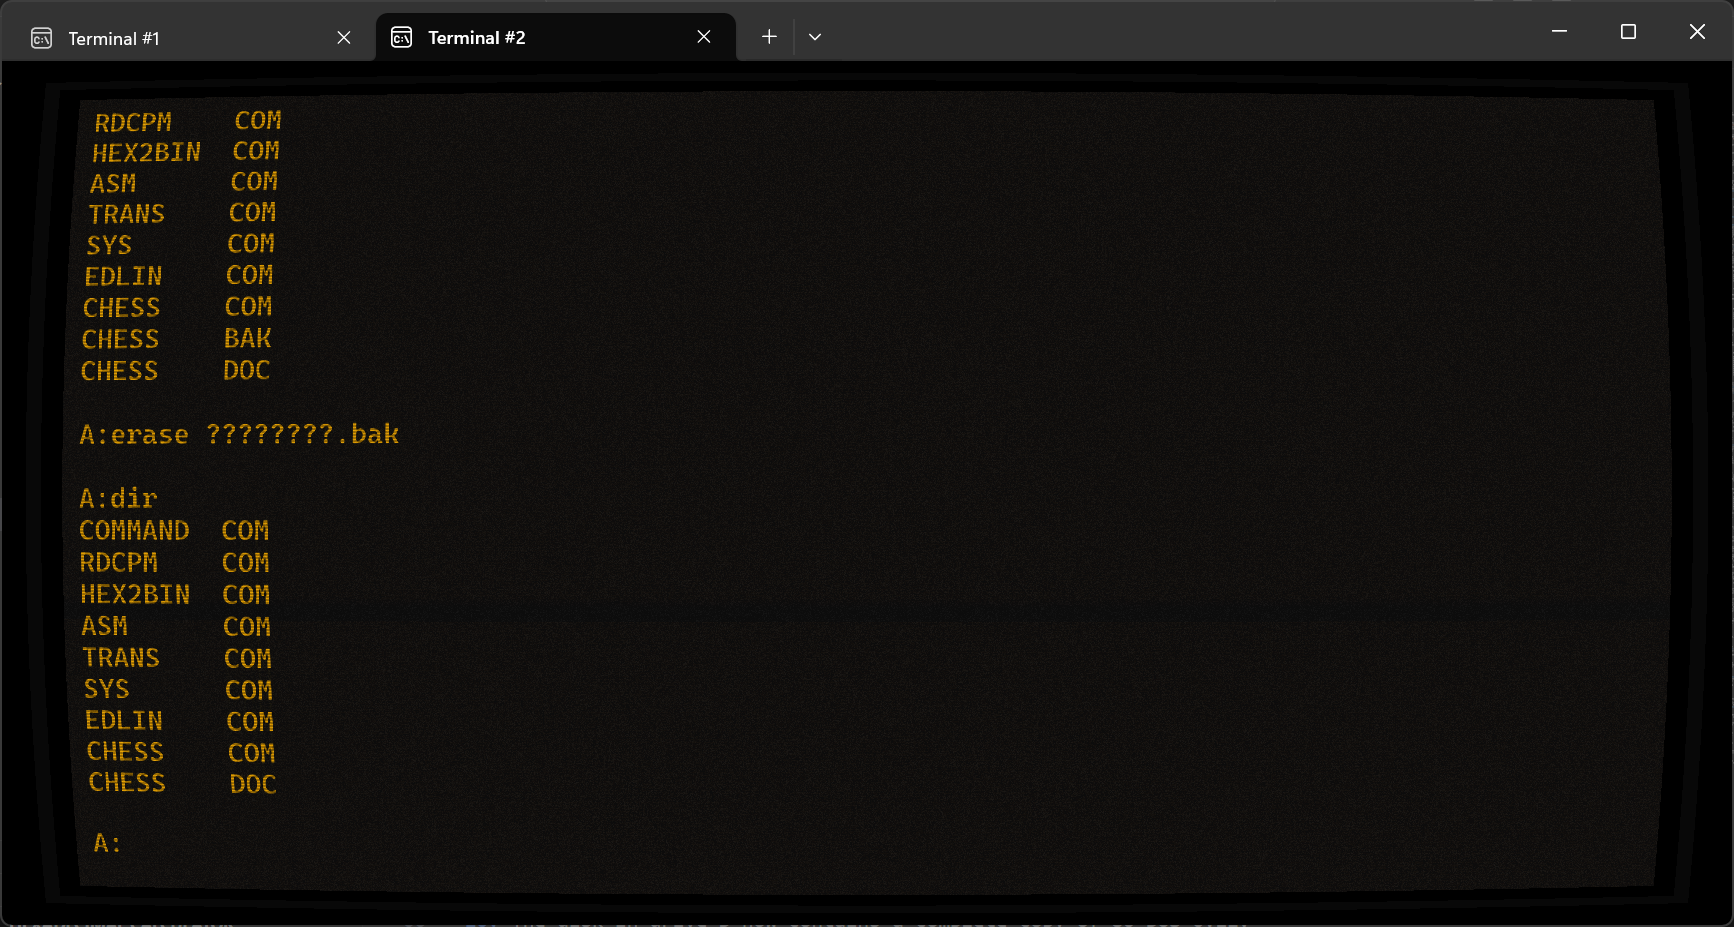 Terminal #1
Terminal #2
RDCPM    COM
HEX2BIN  COM
ASM      COM
TRANS    COM
SYS      COM
EDLIN    COM
CHESS    COM
CHESS    BAK
CHESS    DOC
A:erase ????????.bak
A:dir
COMMAND  COM
RDCPM    COM
HEX2BIN  COM
ASM      COM
TRANS    COM
SYS      COM
EDLIN    COM
CHESS    COM
CHESS    DOC
A: